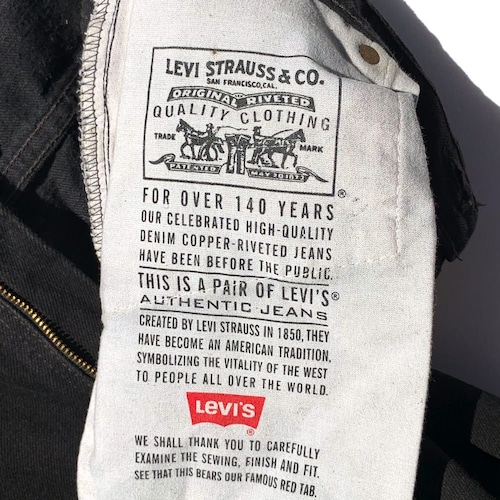 LEVI STRAUSS & CO.
SAN FRANCISCO, CAL.
ORIGINAL RIVETED
QUALITY CLOTHING
TRADE MARK
PATENTED MAY 20 1873
®
FOR OVER 140 YEARS
OUR CELEBRATED HIGH-QUALITY
DENIM COPPER-RIVETED JEANS
HAVE BEEN BEFORE THE PUBLIC.
THIS IS A PAIR OF LEVI'S®
AUTHENTIC JEANS
CREATED BY LEVI STRAUSS IN 1850, THEY
HAVE BECOME AN AMERICAN TRADITION,
SYMBOLIZING THE VITALITY OF THE WEST
TO PEOPLE ALL OVER THE WORLD.
LEVI'S
®
WE SHALL THANK YOU TO CAREFULLY
EXAMINE THE SEWING, FINISH AND FIT.
SEE THAT THIS BEARS OUR FAMOUS RED TAB.